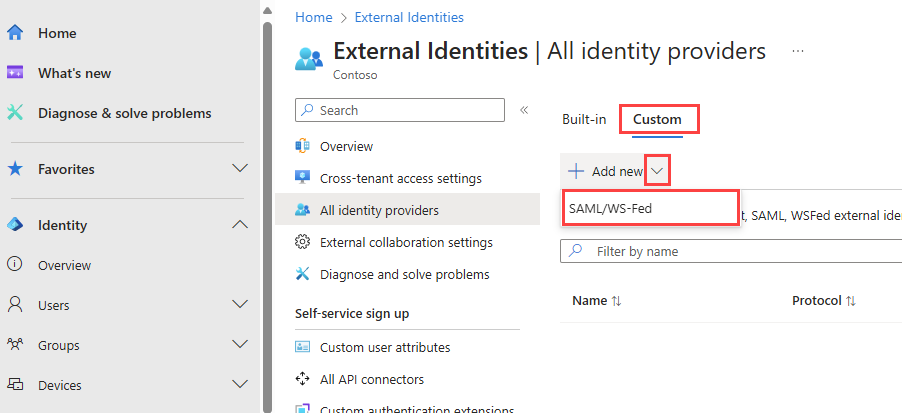 Home
What's new
Diagnose & solve problems
Favorites
Identity
Overview
Users
Groups
Devices
Home > External Identities
External Identities | All identity providers ...
Contoso
Search «
Overview
Cross-tenant access settings
All identity providers
External collaboration settings
Diagnose and solve problems
Self-service sign up
Custom user attributes
All API connectors
Custom authentication extensions
Built-in Custom
+ Add new
SAML/WS-Fed
, SAML, WSFed external
Filter by name
Name ↑↓ Protocol ↑↓